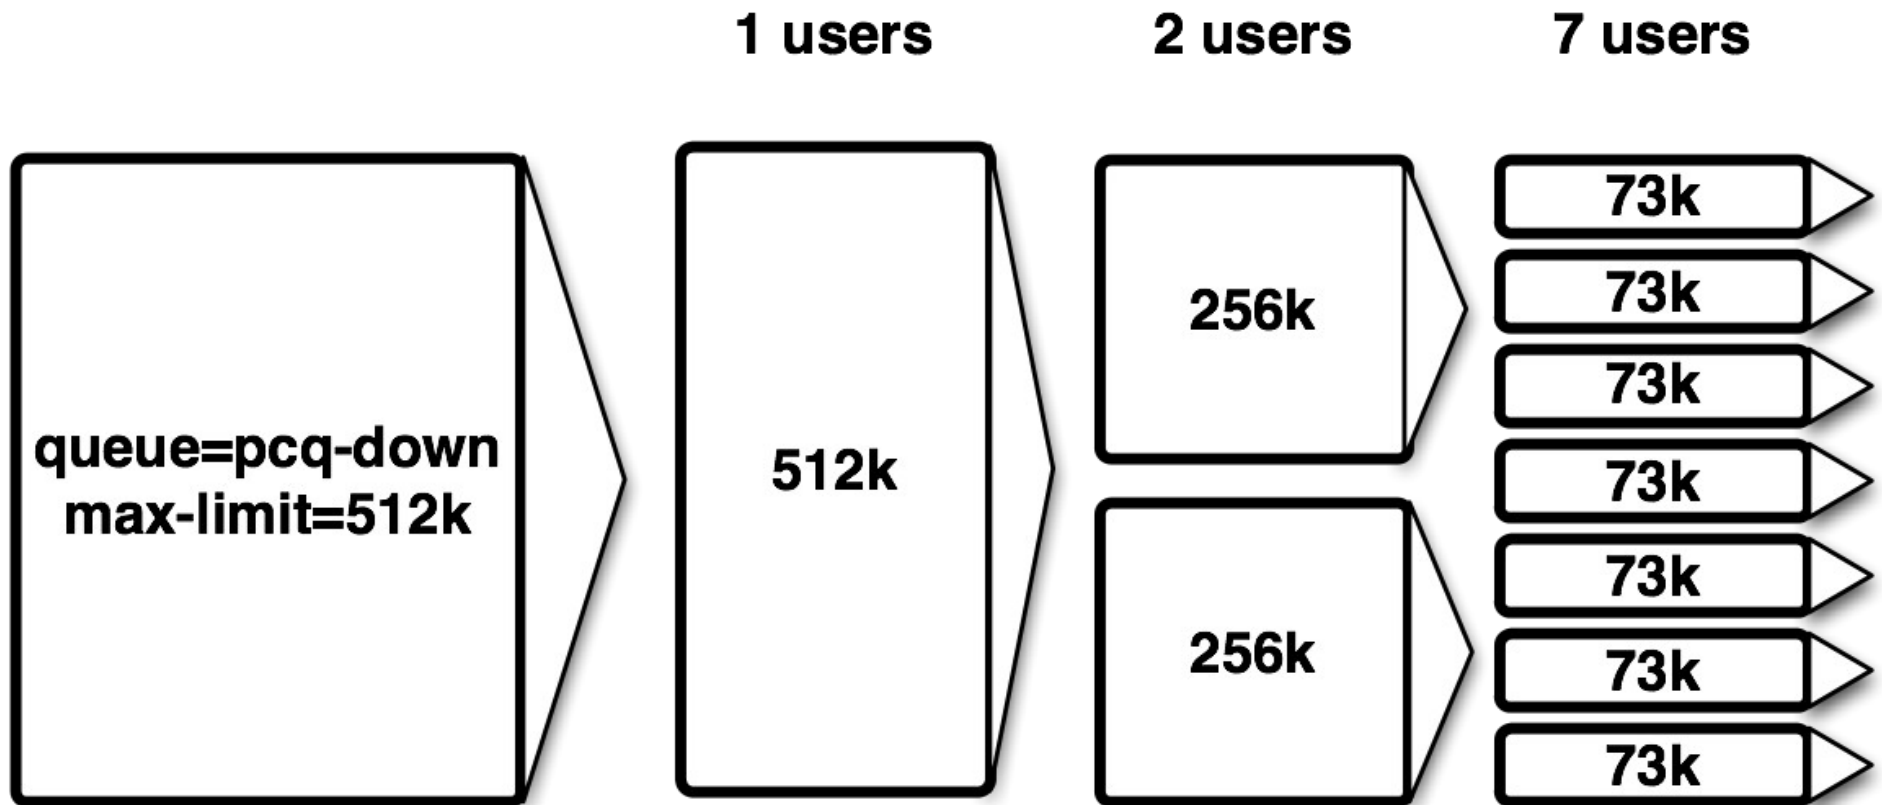 1 users
2 users
7 users
queue=pcq-down
max-limit=512k
512k
256k
256k
73k
73k
73k
73k
73k
73k
73k